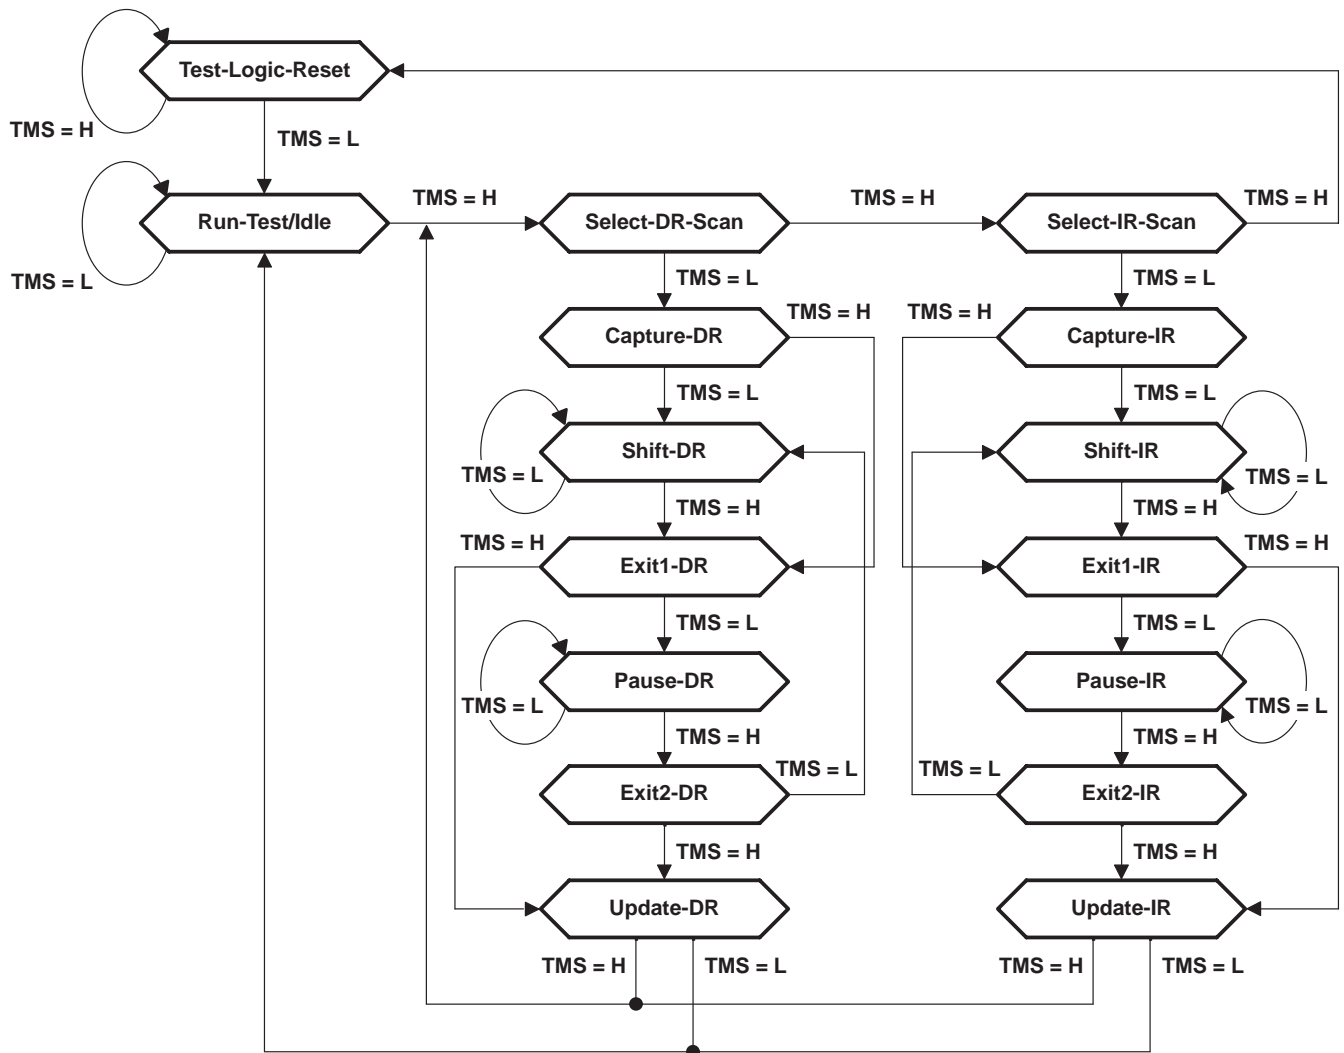 Test-Logic-Reset
TMS = H
TMS = L
TMS = H
TMS = H
TMS = H
Run-Test/Idle
Select-DR-Scan
Select-IR-Scan
TMS = L
TMS = L
TMS = L
TMS = H
TMS = H
Capture-DR
Capture-IR
TMS = L
TMS = L
Shift-DR
Shift-IR
TMS = L
TMS = L
TMS = H
TMS = H
TMS = H
TMS = H
Exit1-DR
Exit1-IR
TMS = L
TMS = L
Pause-DR
Pause-IR
TMS = L
TMS = L
TMS = H
TMS = H
TMS = L
TMS = L
Exit2-DR
Exit2-IR
TMS = H
TMS = H
Update-DR
Update-IR
TMS = H
TMS = L
TMS = H
TMS = L